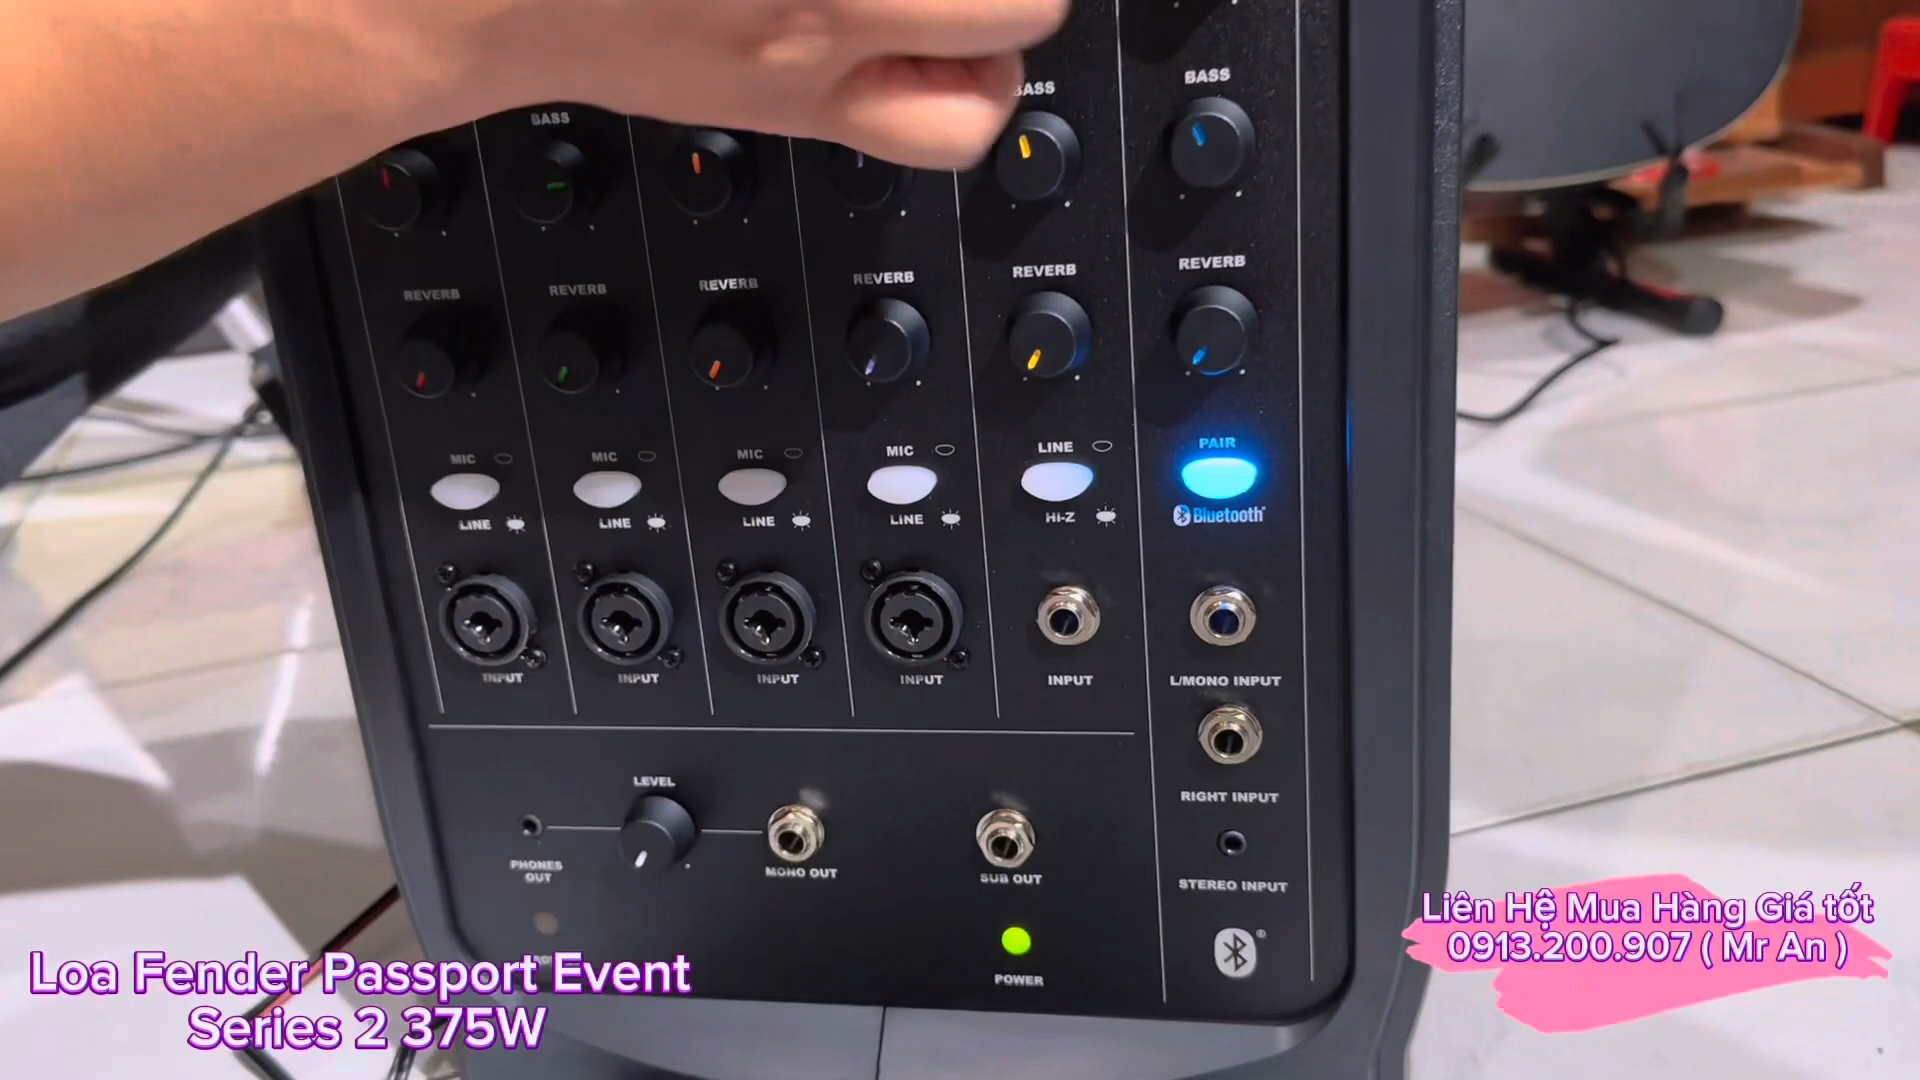 BASS
BASS
BASS
REVERB
REVERB
REVERB
REVERB
REVERB
REVERB
MIC
MIC
MIC
MIC
LINE
PAIR
LINE
LINE
LINE
LINE
Hi-Z
Bluetooth
INPUT
INPUT
INPUT
INPUT
INPUT
L/MONO INPUT
RIGHT INPUT
STEREO INPUT
LEVEL
PHONES
OUT
MONO OUT
SUB OUT
POWER
Loa Fender Passport Event
Series 2 375W
Liên Hệ Mua Hàng Giá tốt
0913.200.907 ( Mr An )